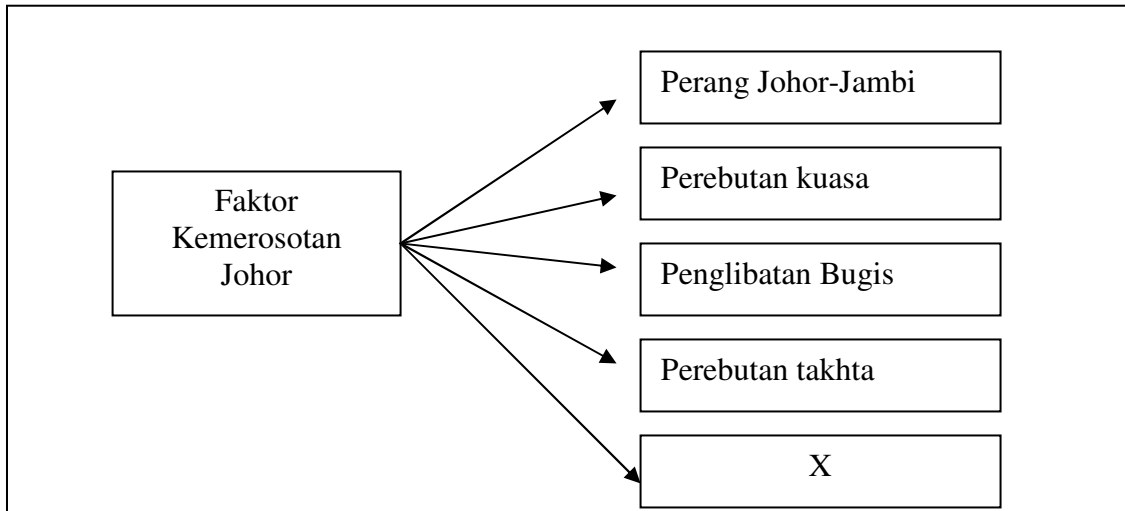 Faktor
Kemerosotan
Johor
Perang Johor-Jambi
Perebutan kuasa
Penglibatan Bugis
Perebutan takhta
X